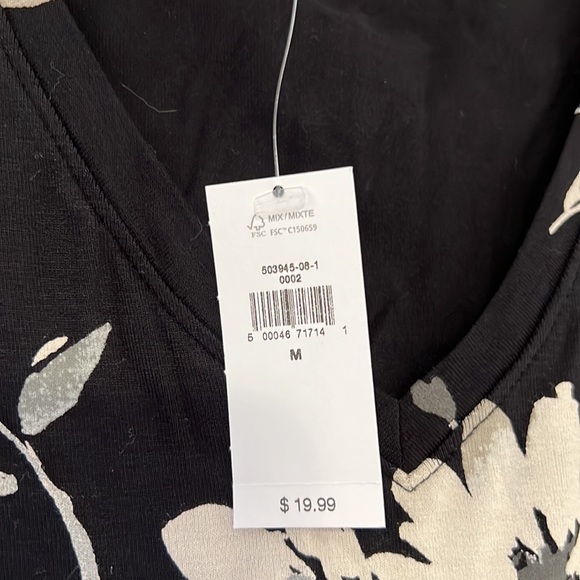 MIX/MIXTE
FSC FSC™ C150659
503945-08-1
0002
5 00046 71714 1
M
$ 19.99